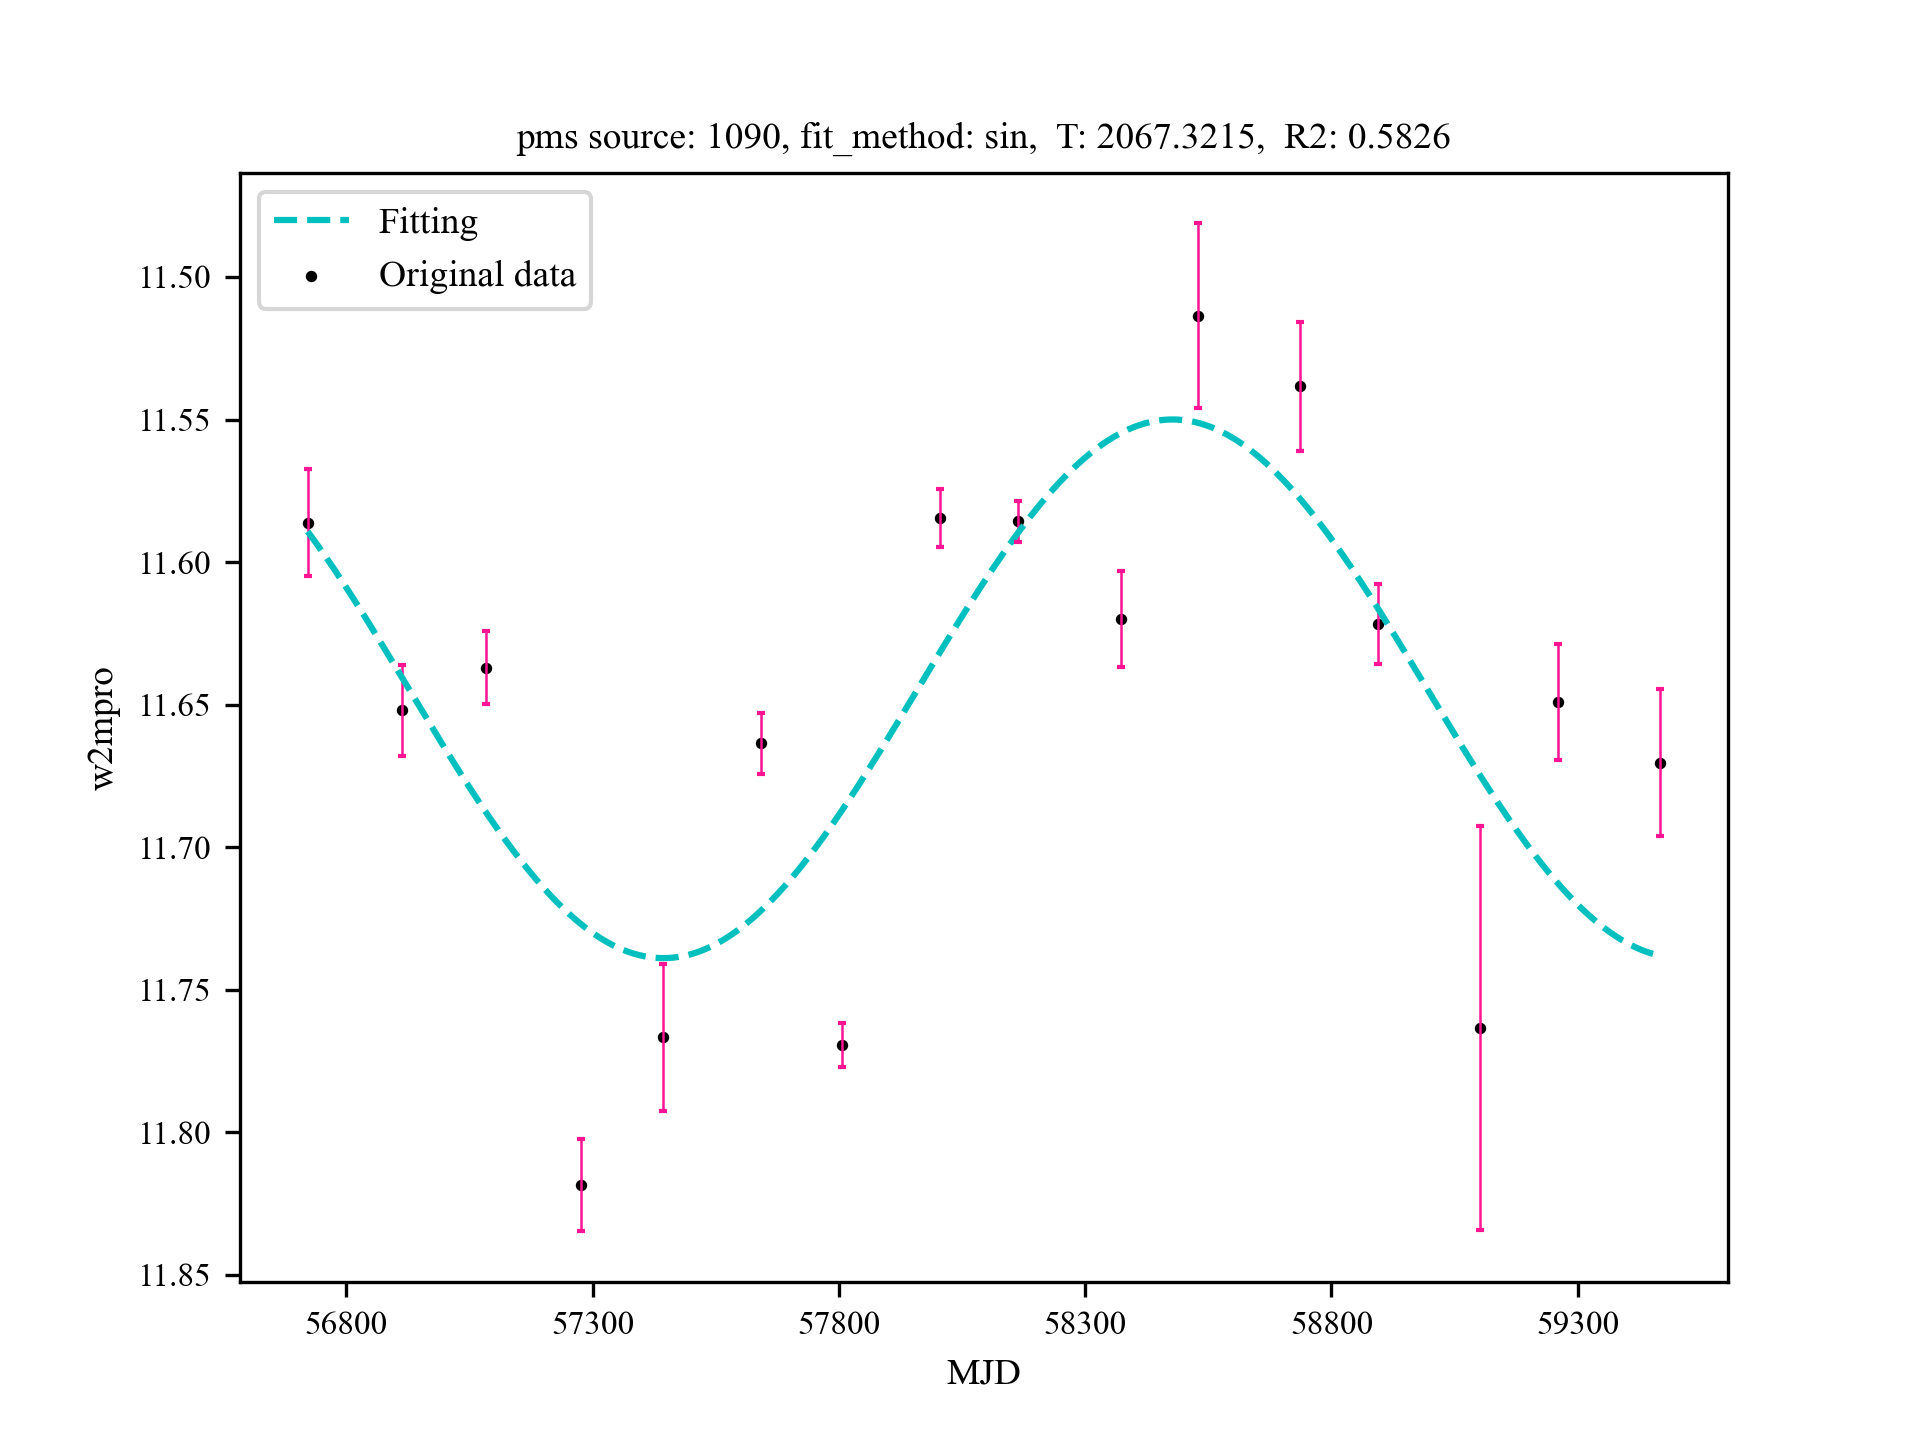 pms source: 1090, fit_method: sin,  T: 2067.3215,  R2: 0.5826
Fitting
Original data
11.50
11.55
11.60
11.65
11.70
11.75
11.80
11.85
w2mpro
56800 57300 57800 58300 58800 59300
MJD